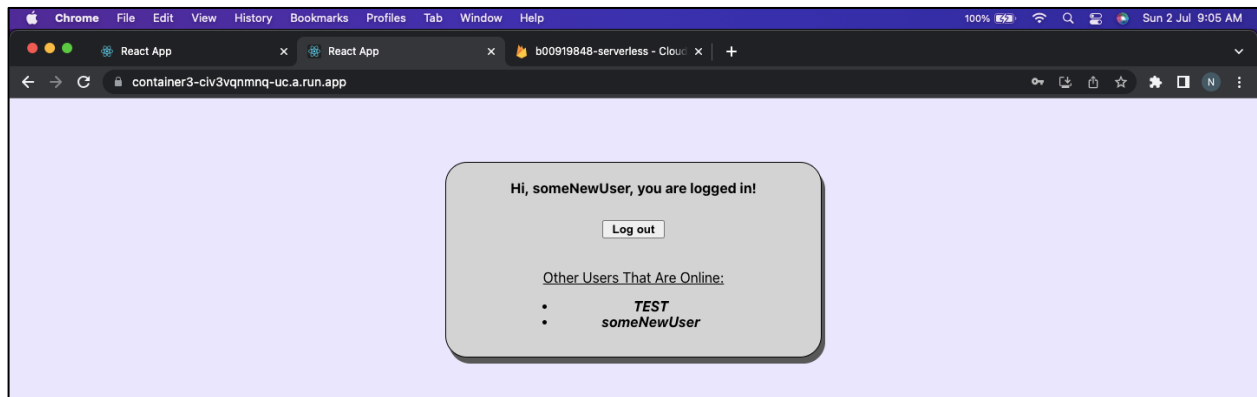 Chrome File Edit View History Bookmarks Profiles Tab Window Help 100% Sun 2 Jul 9:05 AM
React App React App b00919848-serverless - Cloud
container3-civ3vqnmnq-uc.a.run.app N
Hi, someNewUser, you are logged in!
Log out
Other Users That Are Online:
• TEST
• someNewUser